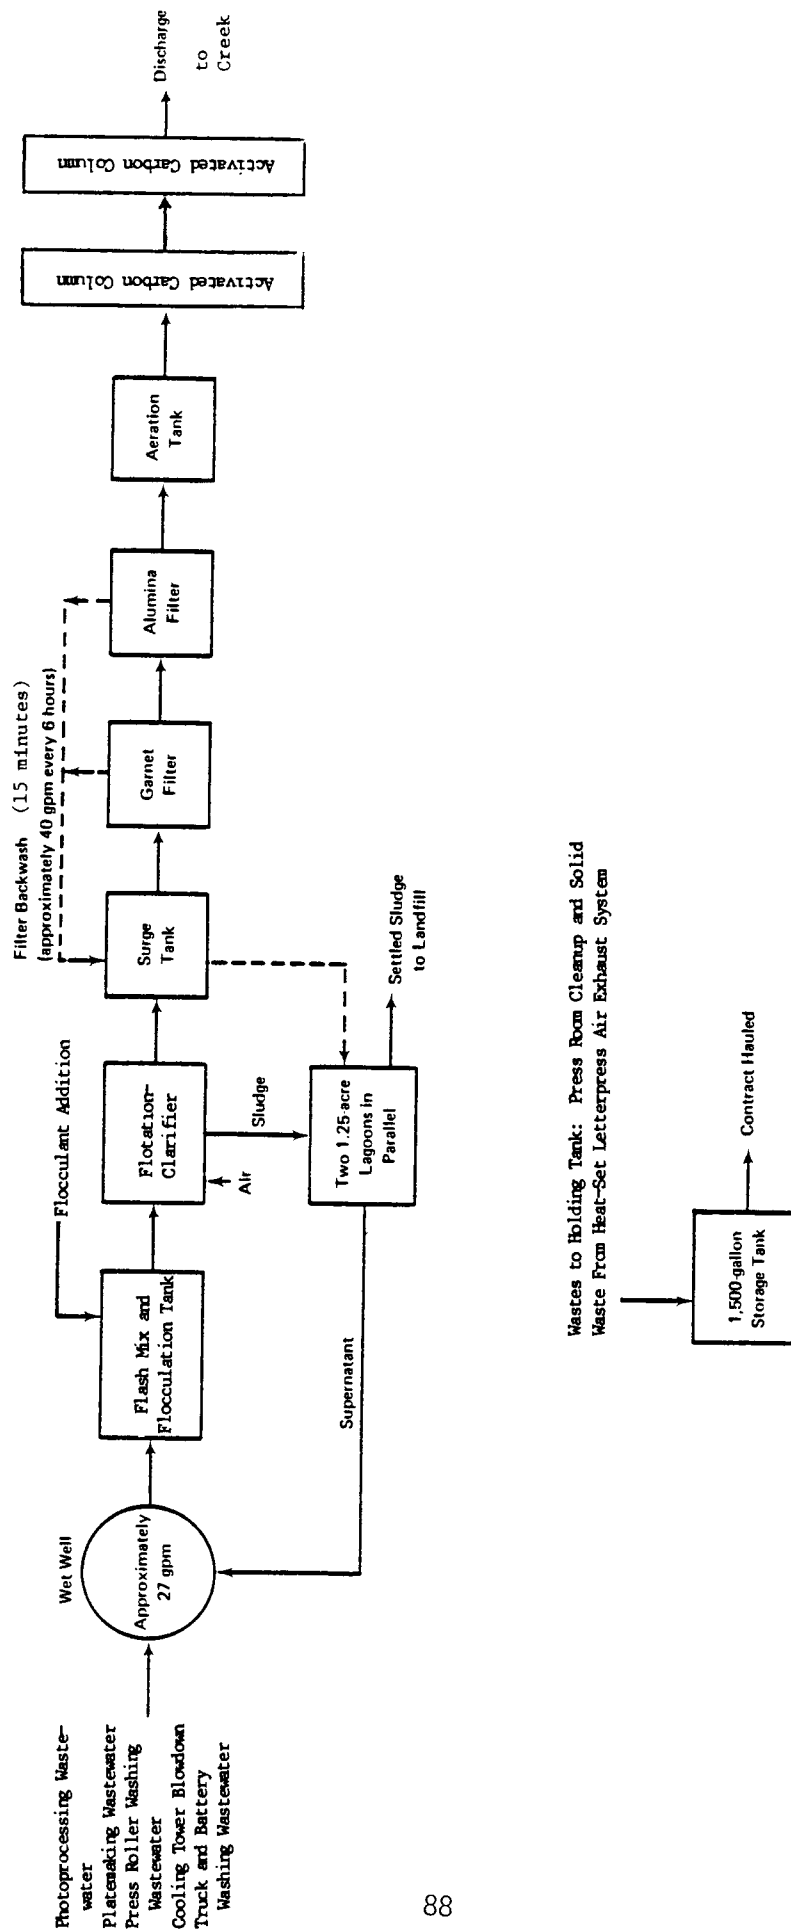 Photoprocessing Waste-
water
Platemaking Wastewater
Press Roller Washing
Wastewater
Cooling Tower Blowdown
Truck and Battery
Washing Wastewater
Wet Well
Approximately
27 gpm
Flocculant Addition
Flash Mix and
Flocculation Tank
Flotation-
Clarifier
Air
Sludge
Supernatant
Two 1.25-acre
Lagoons in
Parallel
Settled Sludge
to Landfill
Filter Backwash (15 minutes)
(approximately 40 gpm every 6 hours)
Surge
Tank
Garnet
Filter
Alumina
Filter
Aeration
Tank
Activated Carbon Column
Activated Carbon Column
Discharge
to
Creek
Wastes to Holding Tank: Press Room Cleanup and Solid
Waste From Heat-Set Letterpress Air Exhaust System
1,500-gallon
Storage Tank
Contract Hauled
88